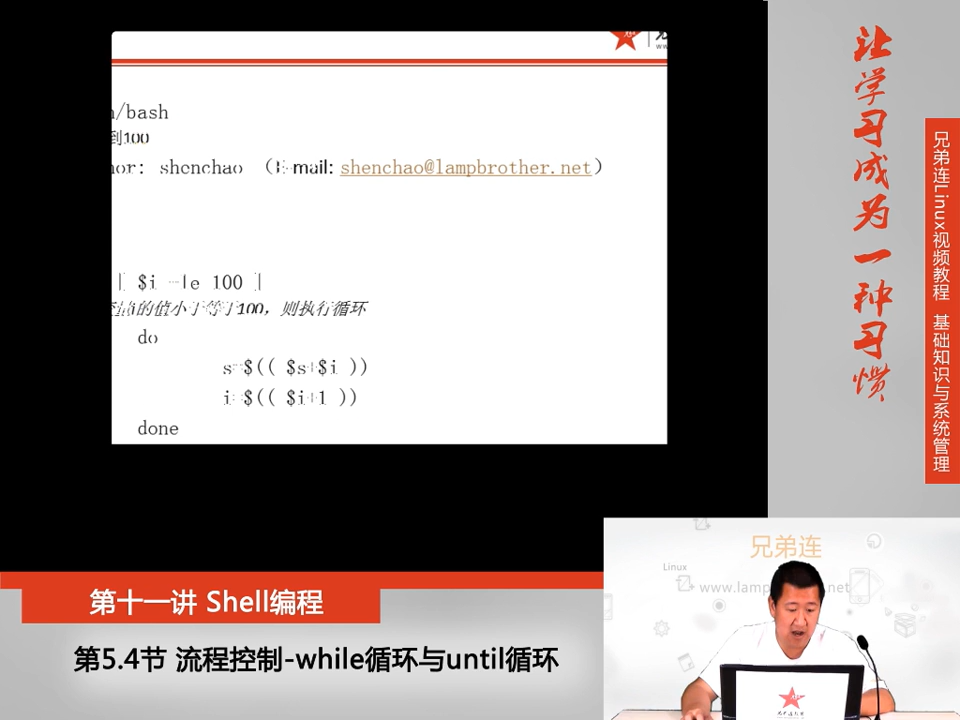 /bash
到100
hor: shenchao （E-mail: shenchao@lampbrother.net）
[ $i -le 100 ]
变量i的值小于等于100，则执行循环
do
s=$(( $s+$i ))
i=$(( $i+1 ))
done
让学习成为一种习惯
兄弟连Linux视频教程 基础知识与系统管理
第十一讲 Shell编程
第5.4节 流程控制-while循环与until循环
兄弟连
Linux
www.lamp
net